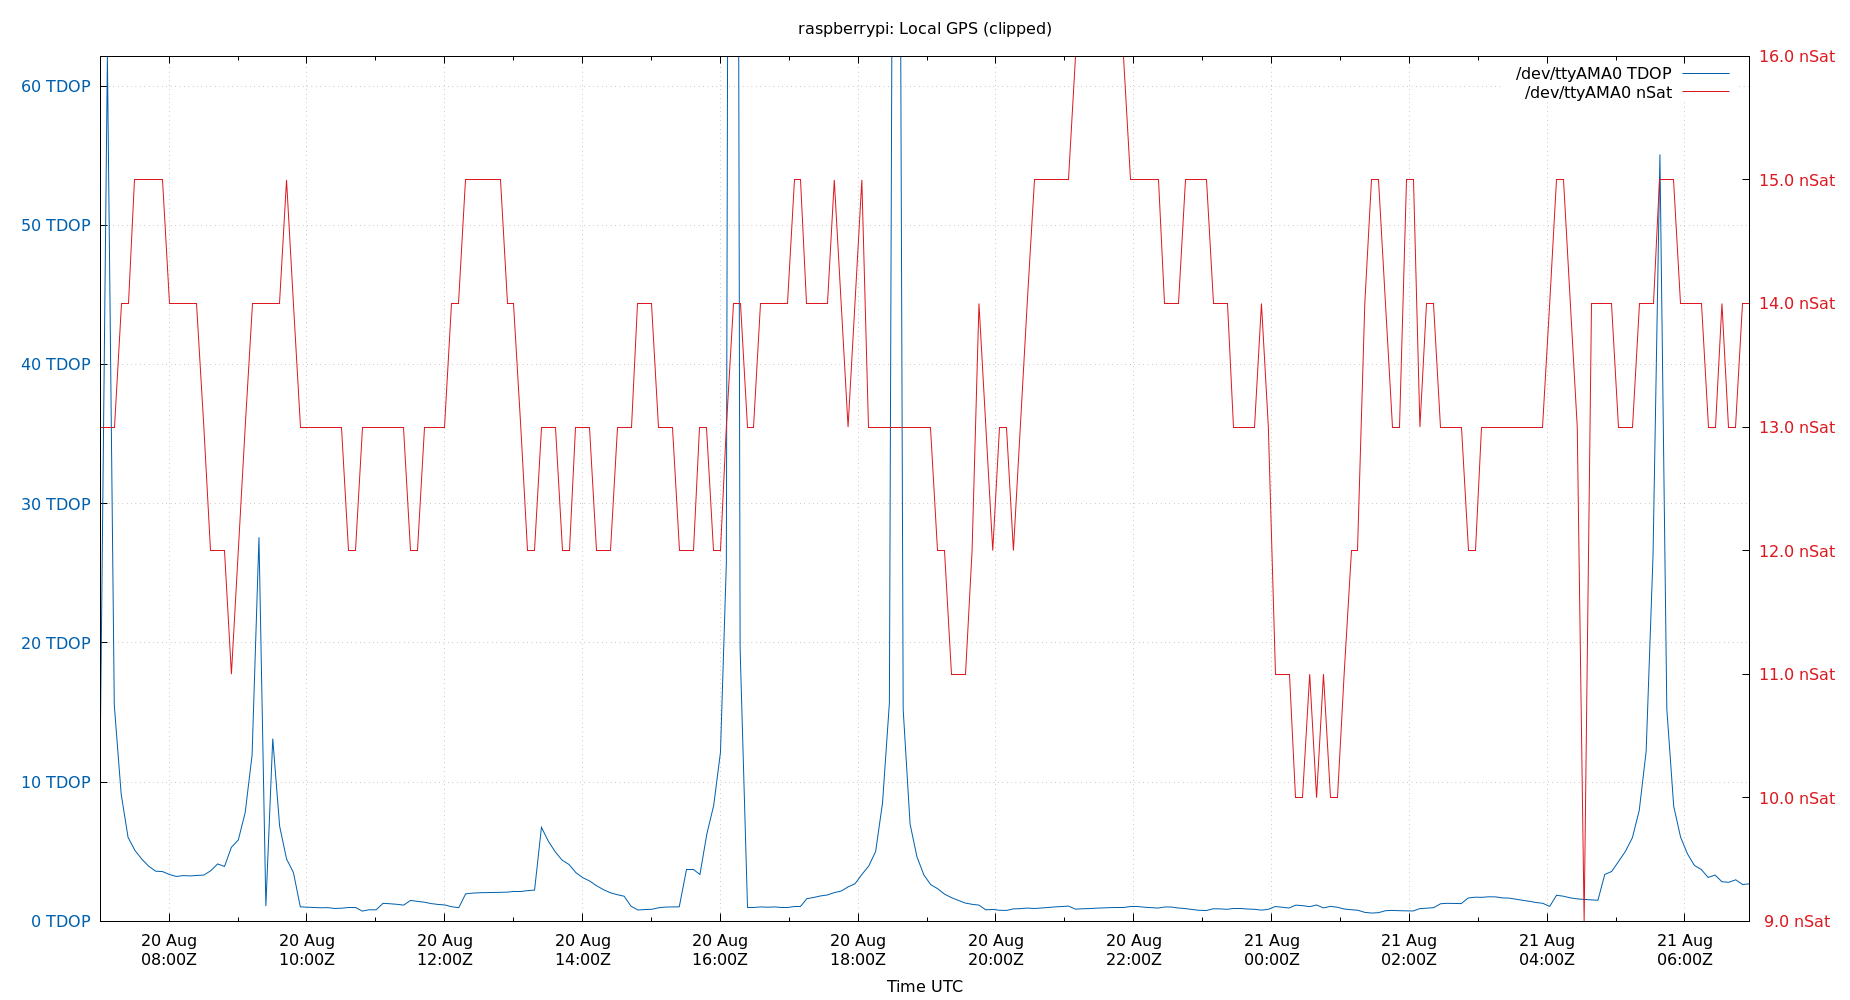 raspberrypi: Local GPS (clipped)
/dev/ttyAMA0 TDOP
/dev/ttyAMA0 nSat
60 TDOP
50 TDOP
40 TDOP
30 TDOP
20 TDOP
10 TDOP
0 TDOP
16.0 nSat
15.0 nSat
14.0 nSat
13.0 nSat
12.0 nSat
11.0 nSat
10.0 nSat
9.0 nSat
20 Aug 20 Aug 20 Aug 20 Aug 20 Aug 20 Aug 20 Aug 20 Aug 21 Aug 21 Aug 21 Aug 21 Aug
08:00Z 10:00Z 12:00Z 14:00Z 16:00Z 18:00Z 20:00Z 22:00Z 00:00Z 02:00Z 04:00Z 06:00Z
Time UTC